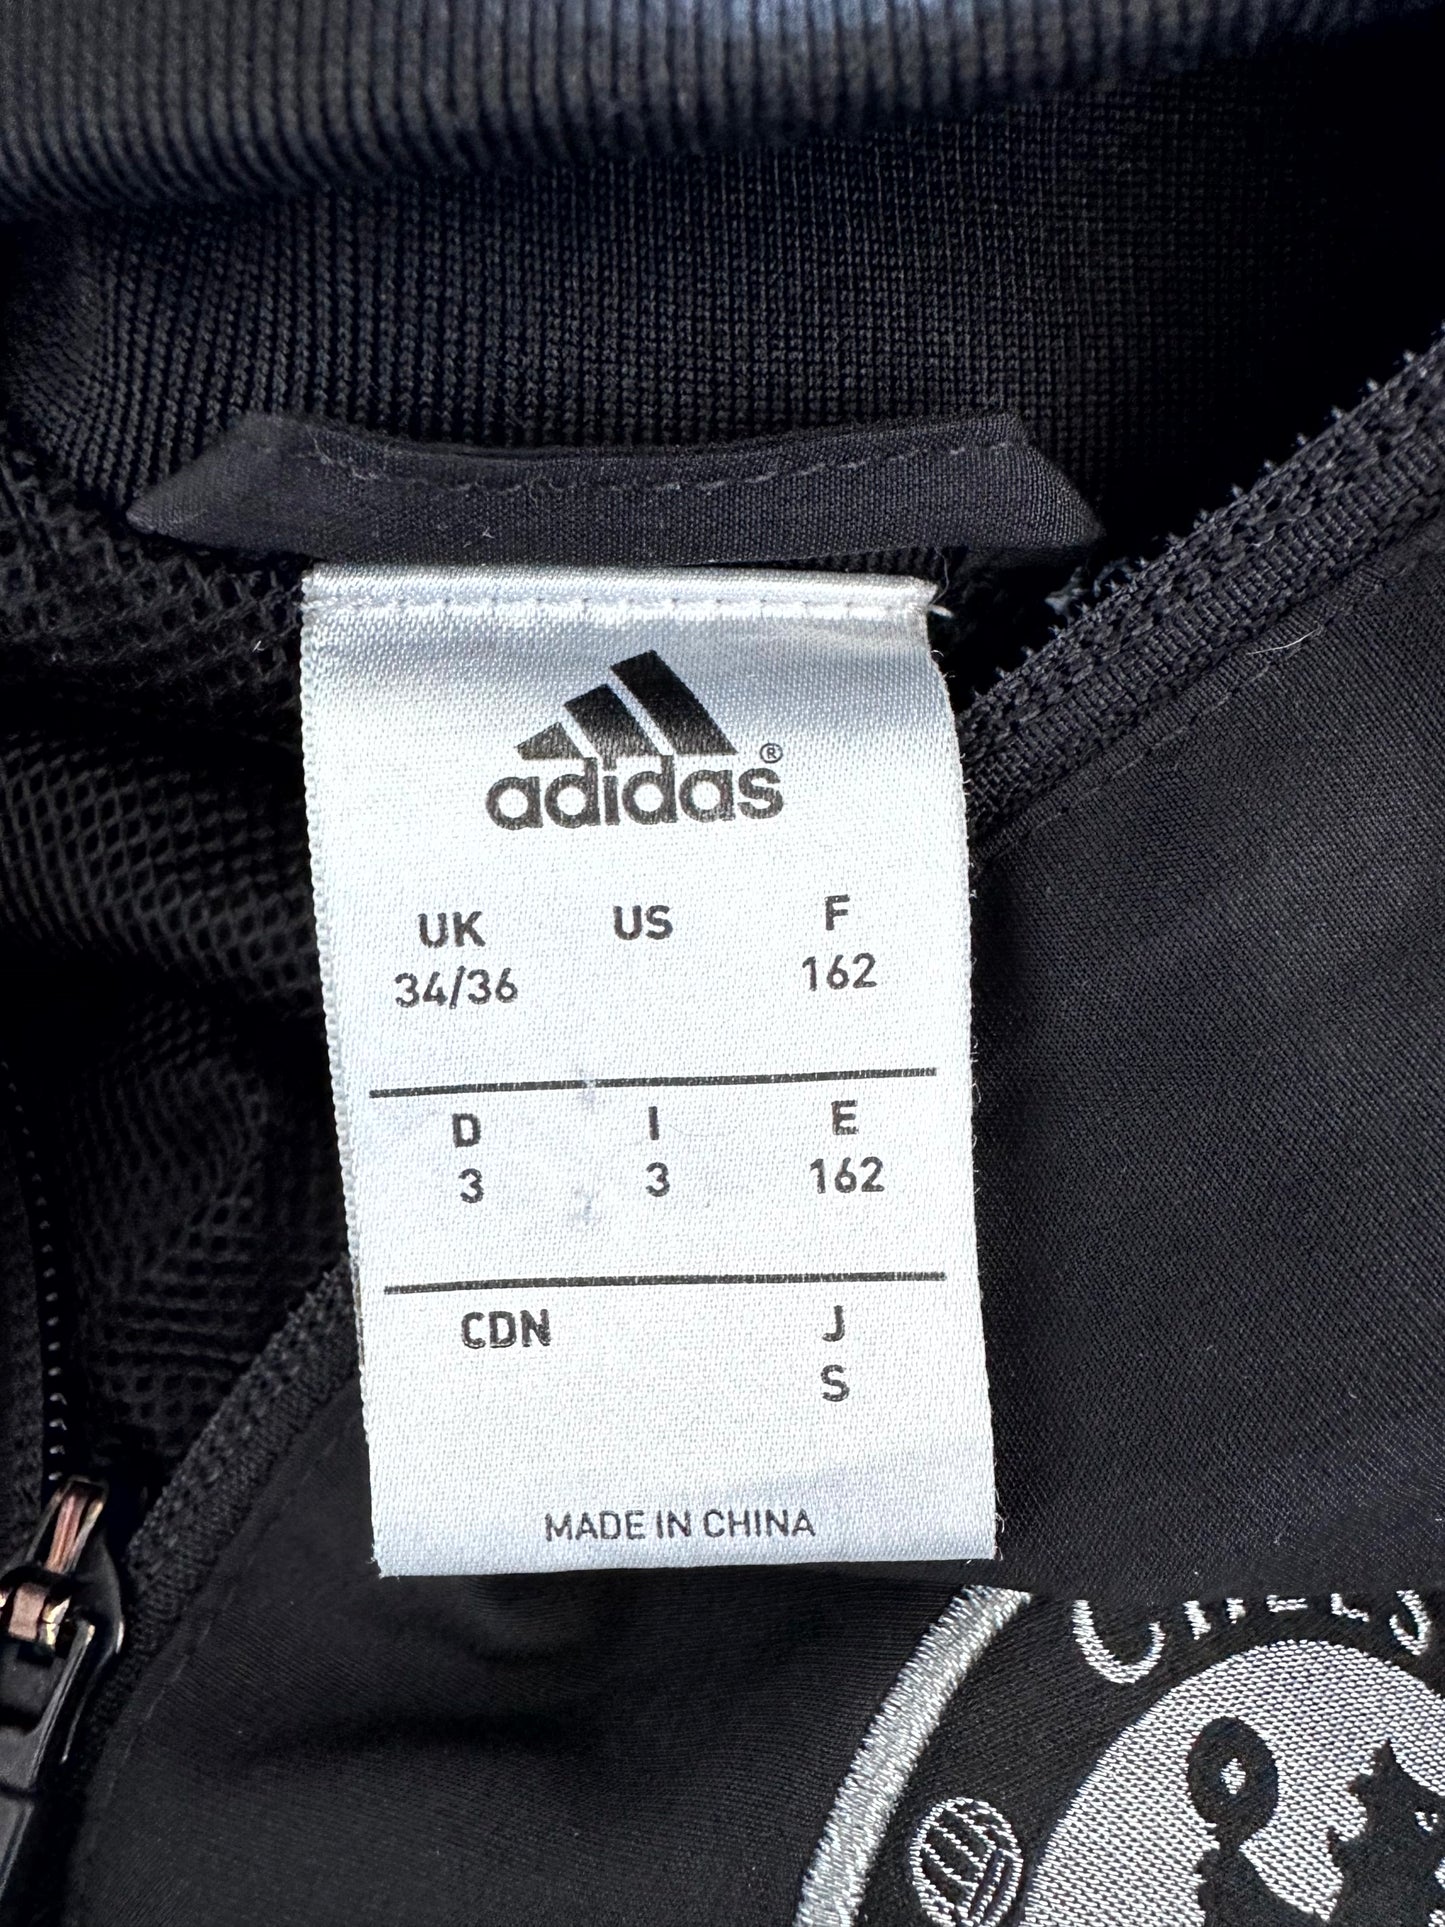 adidas®
UK US F
34/36 162
D I E
3 3 162
CDN J
S
MADE IN CHINA